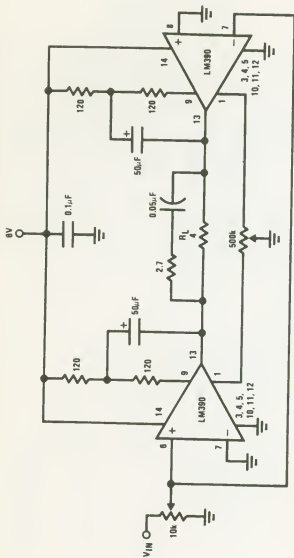 6V
0.1µF
120
120
14
50µF
+
9
13
LM390
+
−
6
7
1
3, 4, 5,
10, 11, 12
VIN
10k
2.7
0.05µF
RL
4
500k
120
120
50µF
+
14
9
13
LM390
+
−
6
7
1
3, 4, 5
10, 11, 12